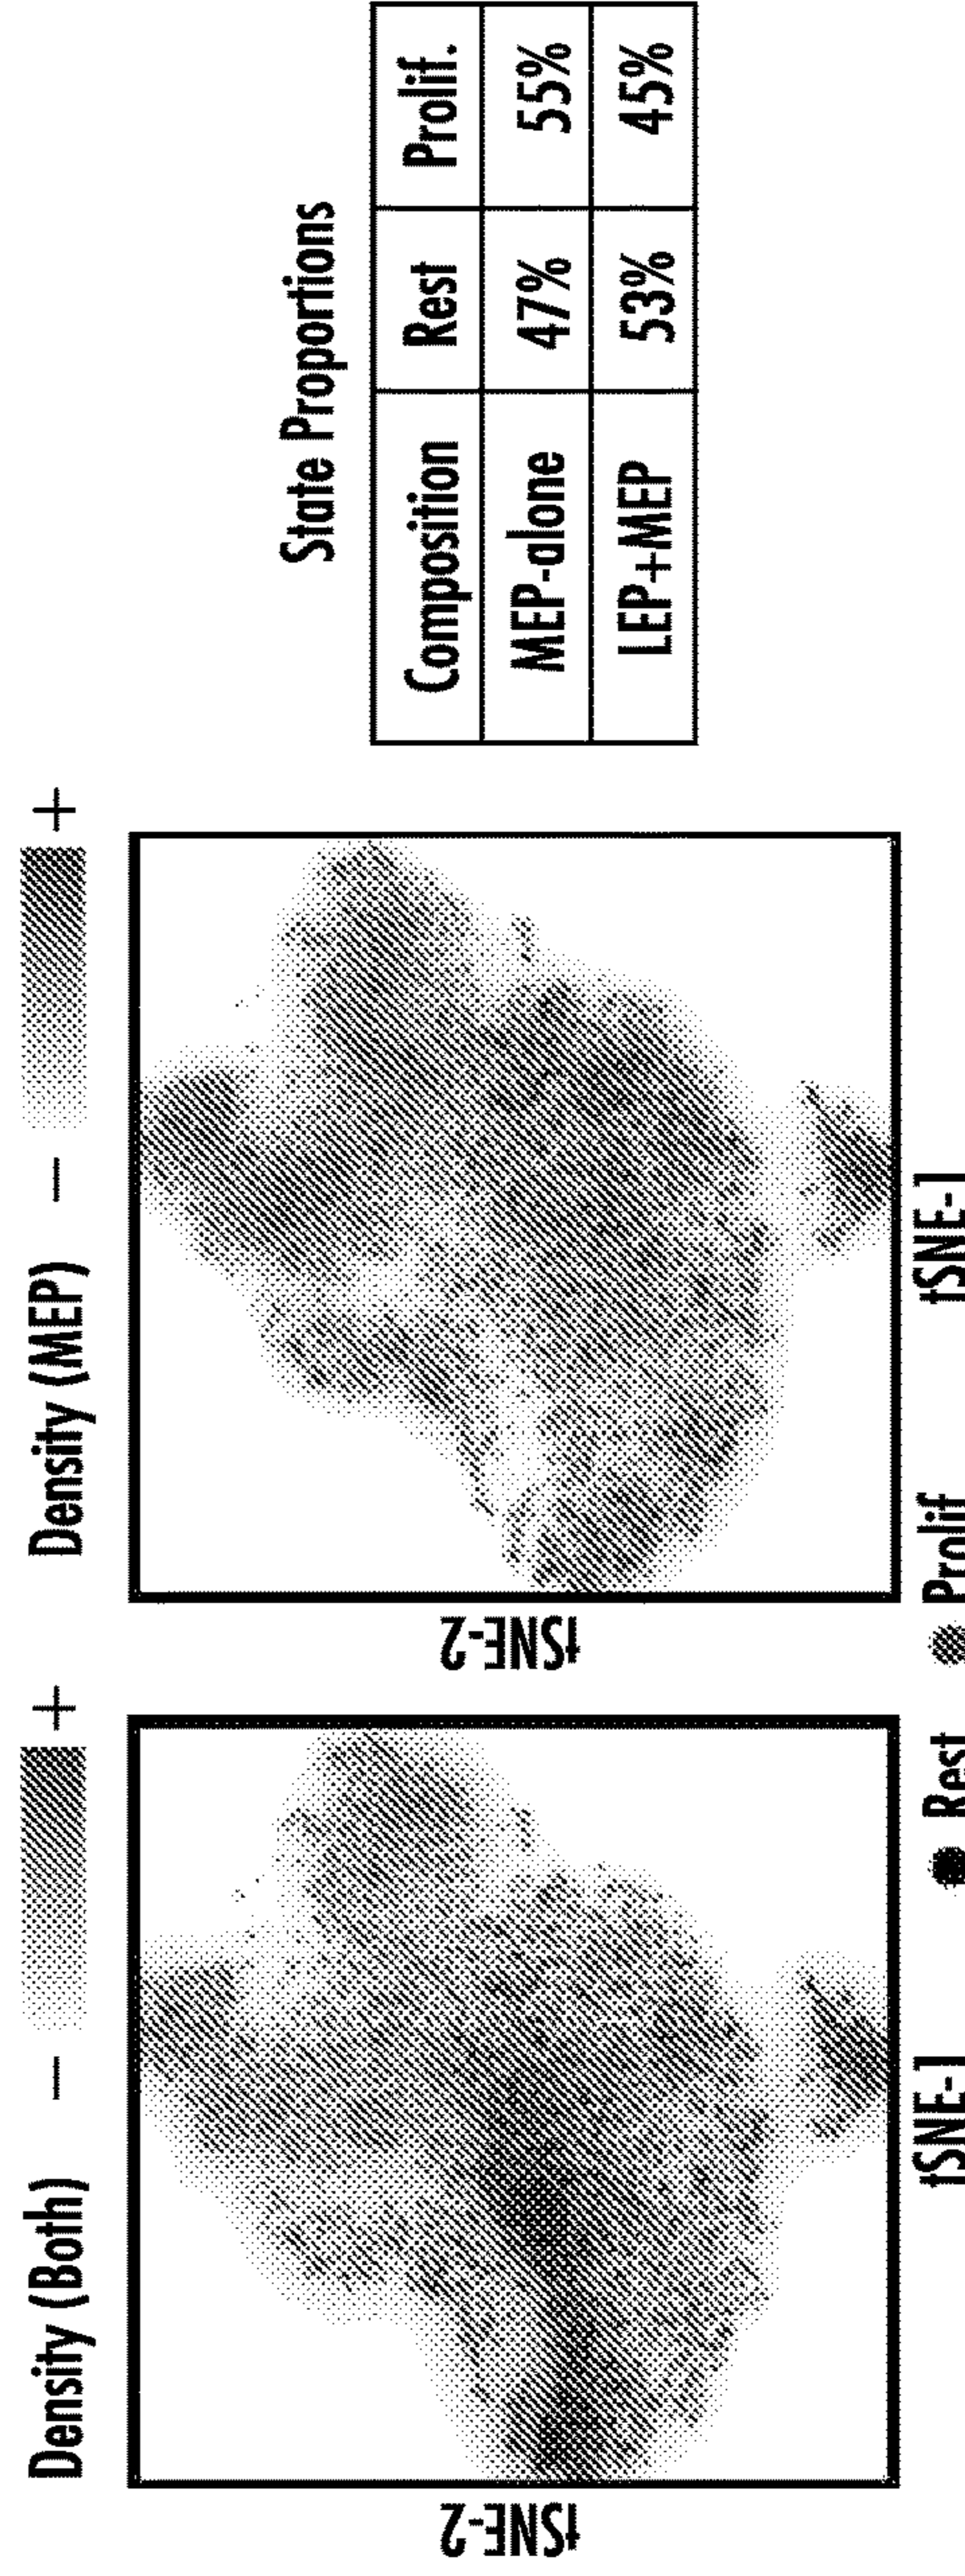 Density (Both) − +
Density (MEP) − +
State Proportions
Composition Rest Prolif.
MEP-alone 47% 55%
LEP+MEP 53% 45%
tSNE-2
tSNE-2
tSNE-1
tSNE-1
Rest Prolif